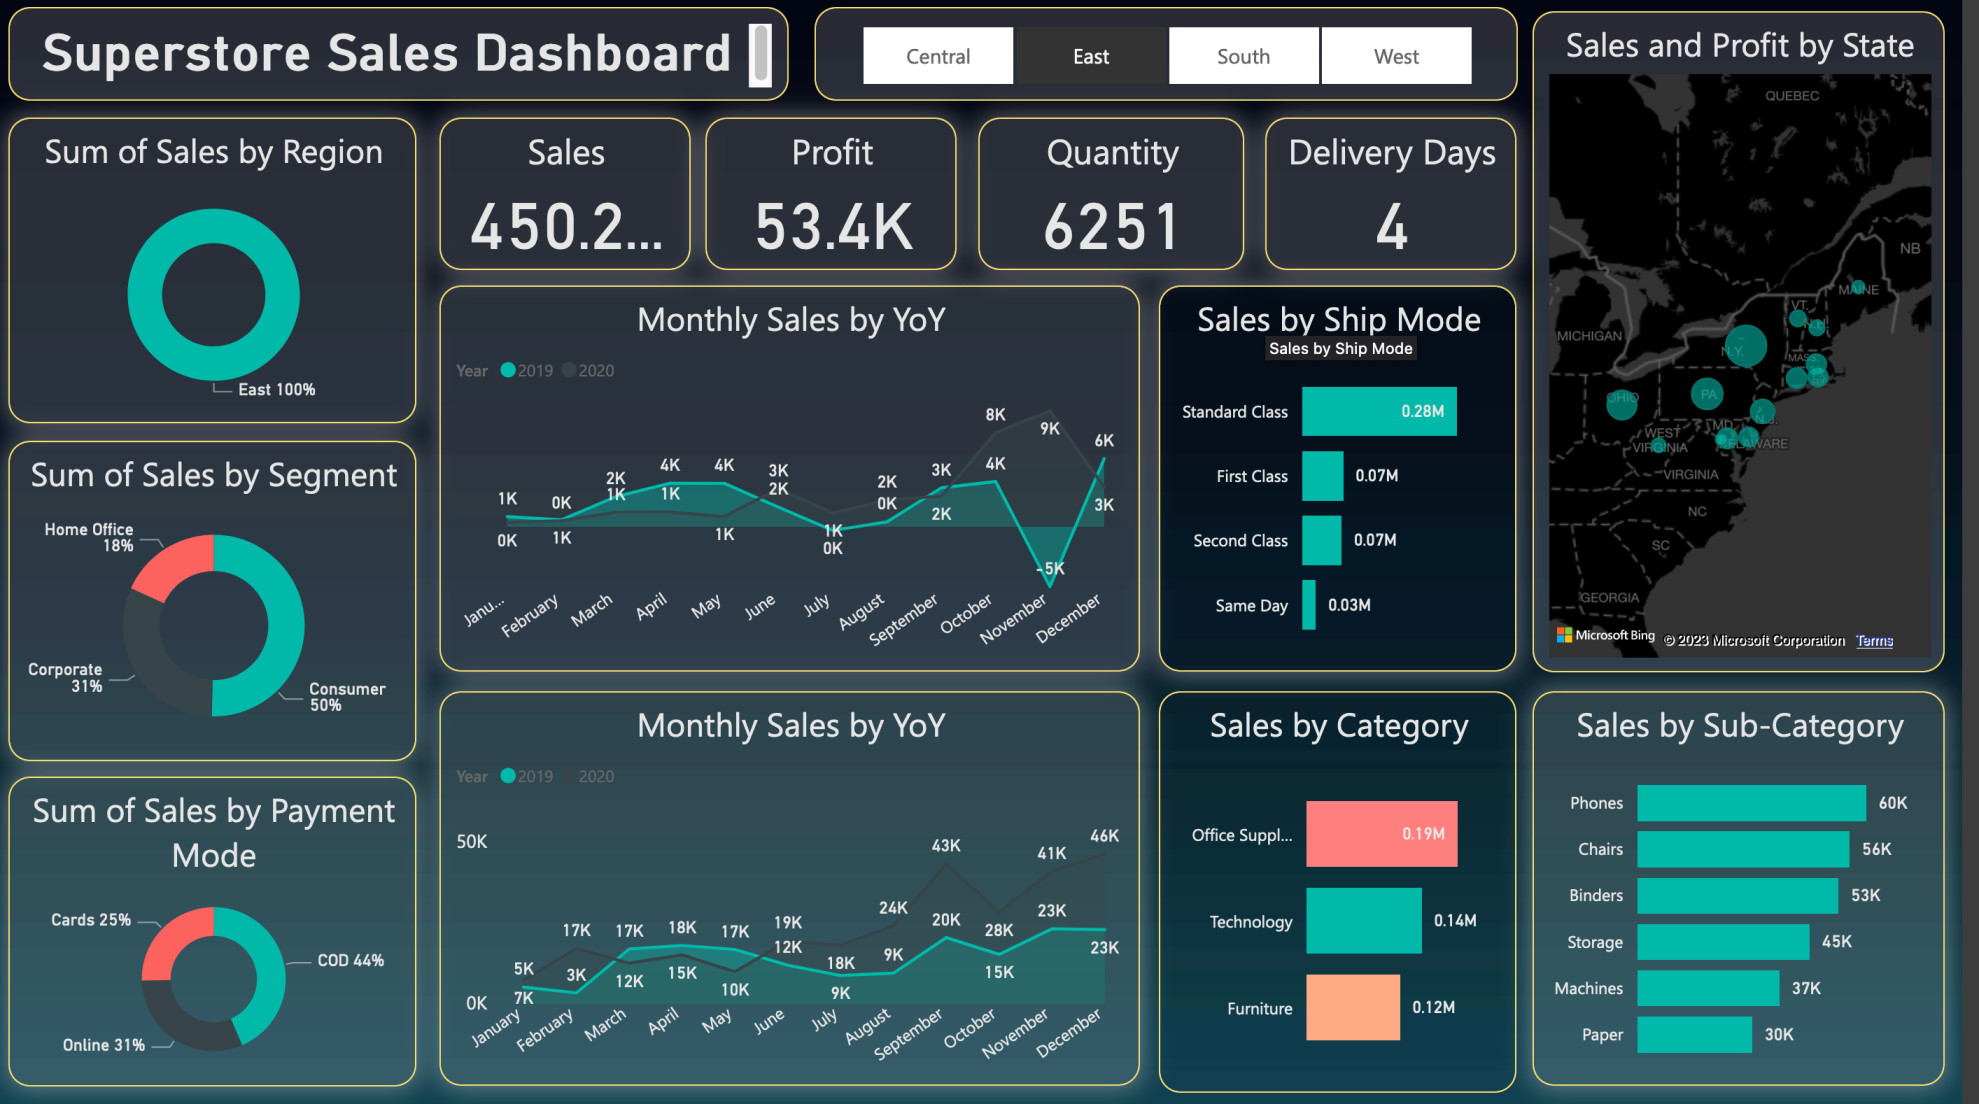 Superstore Sales Dashboard
Central
East
South
West
Sales and Profit by State
Sum of Sales by Region
East 100%
Sales
450.2...
Profit
53.4K
Quantity
6251
Delivery Days
4
QUEBEC
NB
MAINE
VT.
N.H.
MICHIGAN
N.Y.
MASS
OHIO
PA
N.J.
MD
WEST
VIRGINIA
VIRGINIA
NC
SC
GEORGIA
Microsoft Bing
© 2023 Microsoft Corporation
Terms
Sum of Sales by Segment
Home Office
18%
Corporate
31%
Consumer
50%
Monthly Sales by YoY
Year
2019
2020
1K
0K
2K
1K
4K
1K
4K
3K
2K
2K
0K
3K
8K
4K
9K
6K
0K
1K
1K
1K
0K
2K
-5K
3K
Janu...
February
March
April
May
June
July
August
September
October
November
December
Sales by Ship Mode
Sales by Ship Mode
Standard Class
0.28M
First Class
0.07M
Second Class
0.07M
Same Day
0.03M
Sum of Sales by Payment
Mode
Cards 25%
COD 44%
Online 31%
Monthly Sales by YoY
Year
2019
2020
50K
0K
5K
7K
17K
3K
17K
12K
18K
15K
17K
10K
19K
12K
18K
9K
24K
9K
43K
20K
28K
15K
41K
23K
46K
23K
January
February
March
April
May
June
July
August
September
October
November
December
Sales by Category
Office Suppl...
0.19M
Technology
0.14M
Furniture
0.12M
Sales by Sub-Category
Phones
60K
Chairs
56K
Binders
53K
Storage
45K
Machines
37K
Paper
30K